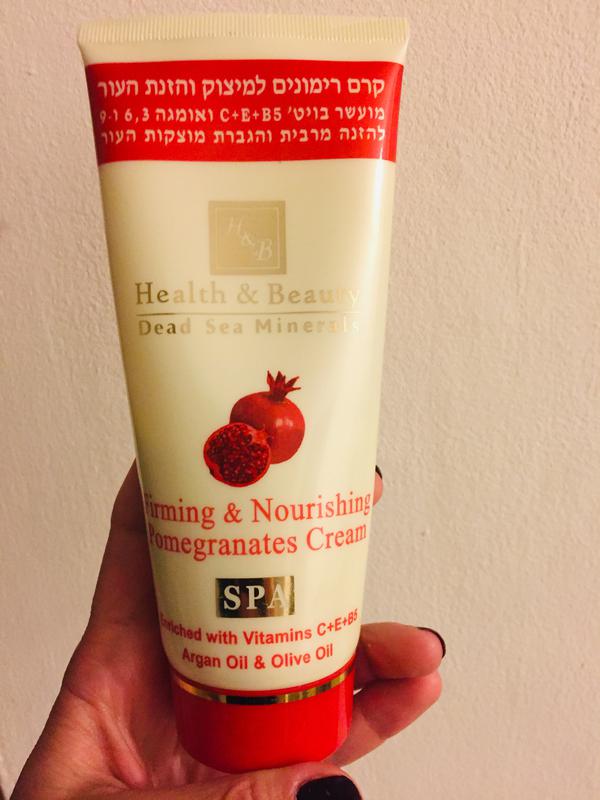 קרם רימונים למיצוק והזנת העור
מועשר בויט' C+E+B5 ואומגה 6,3 ו-9
להזנה מרבית והגברת מוצקות העור
H&B
Health & Beauty
Dead Sea Minerals
Firming & Nourishing
Pomegranates Cream
SPA
Enriched with Vitamins C+E+B5
Argan Oil & Olive Oil